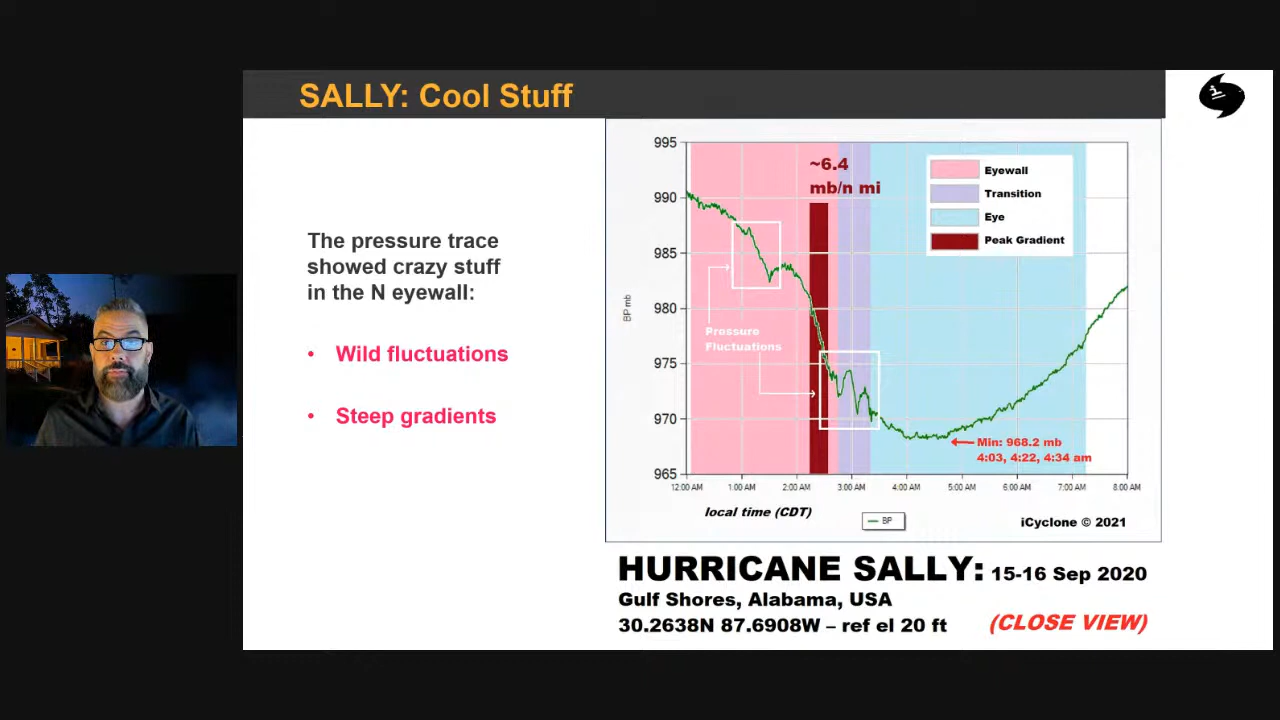 SALLY: Cool Stuff
The pressure trace
showed crazy stuff
in the N eyewall:
• Wild fluctuations
• Steep gradients
995
990
985
980
975
970
965
BP mb
~6.4
mb/n mi
Eyewall
Transition
Eye
Peak Gradient
Pressure
Fluctuations
Min: 968.2 mb
4:03, 4:22, 4:34 am
12:00 AM 1:00 AM 2:00 AM 3:00 AM 4:00 AM 5:00 AM 6:00 AM 7:00 AM 8:00 AM
local time (CDT)
BP
iCyclone © 2021
HURRICANE SALLY: 15-16 Sep 2020
Gulf Shores, Alabama, USA
30.2638N 87.6908W – ref el 20 ft
(CLOSE VIEW)